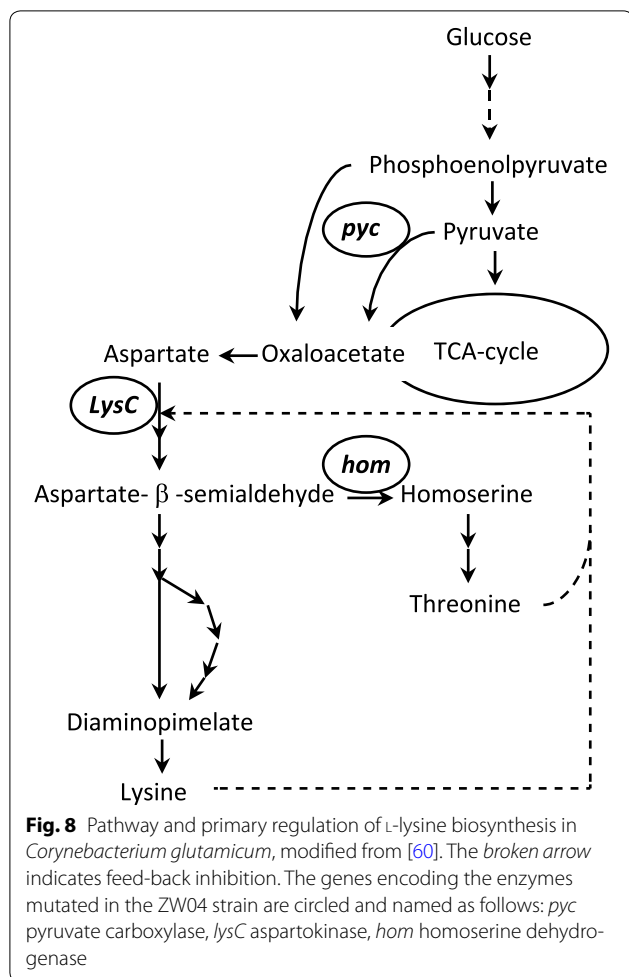 Glucose
Phosphoenolpyruvate
pyc
Pyruvate
Aspartate
Oxaloacetate
TCA-cycle
LysC
hom
Aspartate- β -semialdehyde
Homoserine
Threonine
Diaminopimelate
Lysine
Fig. 8 Pathway and primary regulation of L-lysine biosynthesis in
Corynebacterium glutamicum, modified from [60]. The broken arrow
indicates feed-back inhibition. The genes encoding the enzymes
mutated in the ZW04 strain are circled and named as follows: pyc
pyruvate carboxylase, lysC aspartokinase, hom homoserine dehydro-
genase